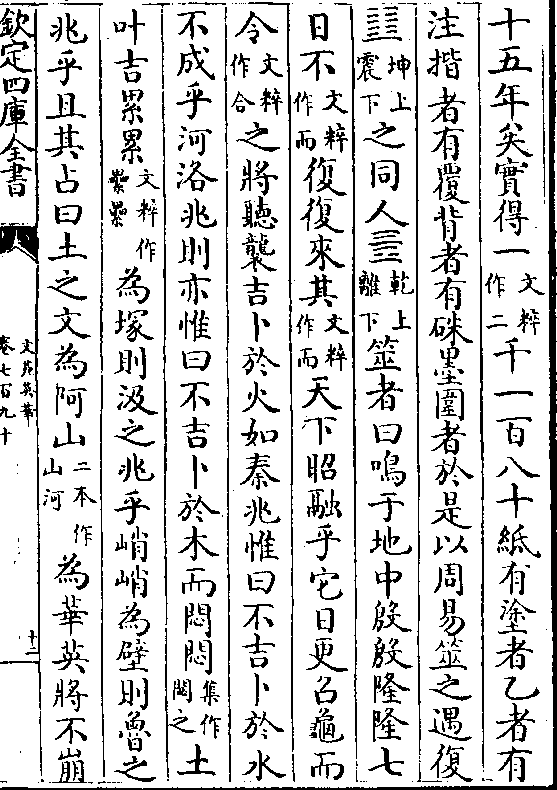 十五年矣實得一文粹作二千一百八十紙有塗者乙者有
注揩者有覆背者有硃墨圍者於是以周易筮之遇復
䷗坤上震下之同人䷌乾上離下筮者曰鳴于地中殷殷隆隆七
日不文粹作而復復來其文粹作而天下昭融乎它日更召龜而
令文粹作合之將聽襲吉卜於火如秦兆惟曰不吉卜於水
不成乎河洛兆則亦惟曰不吉卜於木而悶悶集作閟之土
叶吉累累文粹作纍纍為塚則汲之兆乎峭峭為壁則魯之
兆乎且其占曰土之文為阿山二本作山河為華英將不崩
欽定四庫全書
文苑英華
卷七百九十
十二